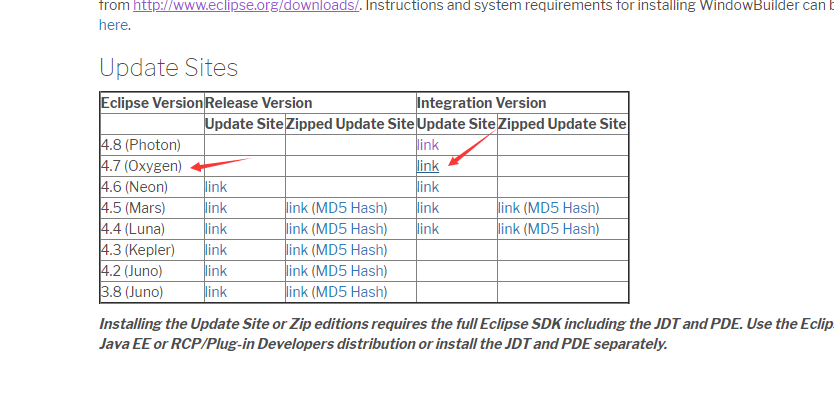 from http://www.eclipse.org/downloads/. Instructions and system requirements for installing WindowBuilder can
here.
Update Sites
Eclipse Version Release Version Integration Version
Update Site Zipped Update Site Update Site Zipped Update Site
4.8 (Photon) link
4.7 (Oxygen) link
4.6 (Neon) link link
4.5 (Mars) link link (MD5 Hash) link link (MD5 Hash)
4.4 (Luna) link link (MD5 Hash) link link (MD5 Hash)
4.3 (Kepler) link link (MD5 Hash)
4.2 (Juno) link link (MD5 Hash)
3.8 (Juno) link link (MD5 Hash)
Installing the Update Site or Zip editions requires the full Eclipse SDK including the JDT and PDE. Use the
Java EE or RCP/Plug-in Developers distribution or install the JDT and PDE separately.